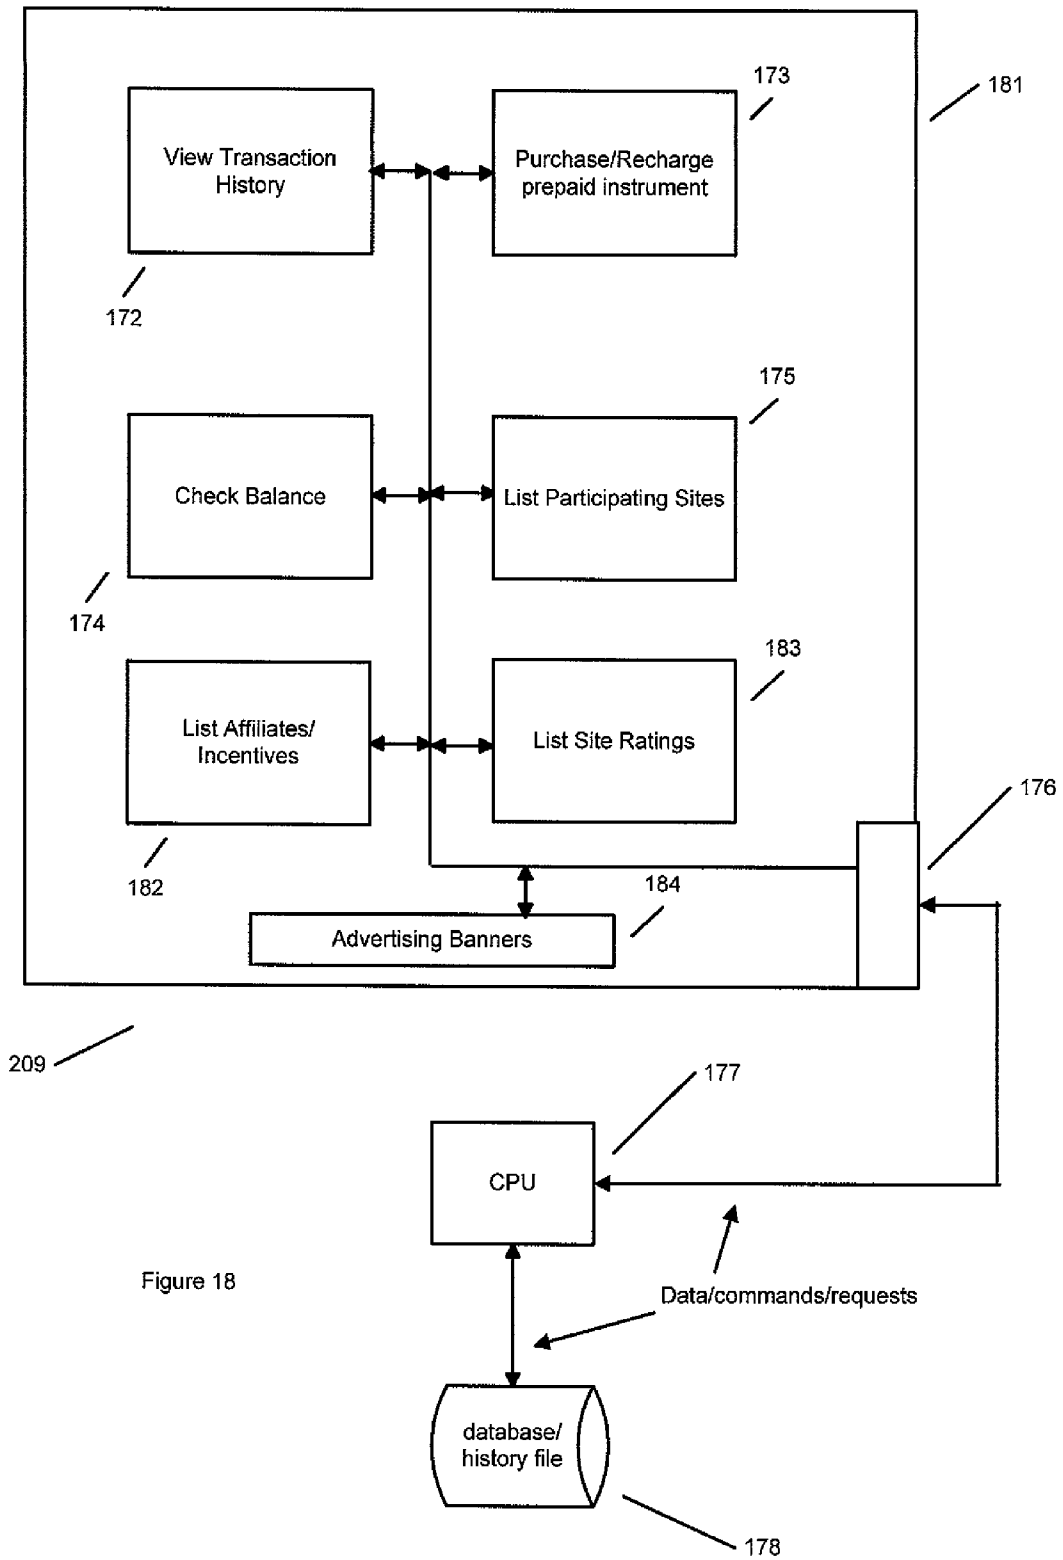 173
181
View Transaction
History
Purchase/Recharge
prepaid instrument
172
175
Check Balance
List Participating Sites
174
183
List Affiliates/
Incentives
List Site Ratings
176
182
184
Advertising Banners
209
177
CPU
Figure 18
Data/commands/requests
database/
history file
178